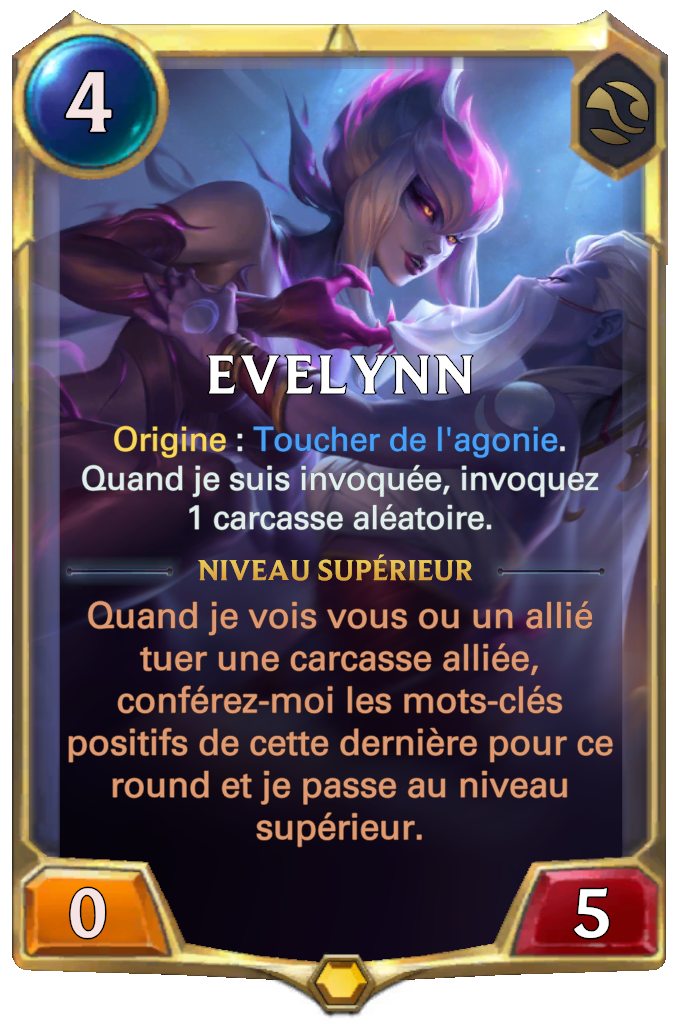 4
EVELYNN
Origine : Toucher de l'agonie.
Quand je suis invoquée, invoquez
1 carcasse aléatoire.
NIVEAU SUPÉRIEUR
Quand je vois vous ou un allié
tuer une carcasse alliée,
conférez-moi les mots-clés
positifs de cette dernière pour ce
round et je passe au niveau
supérieur.
0
5